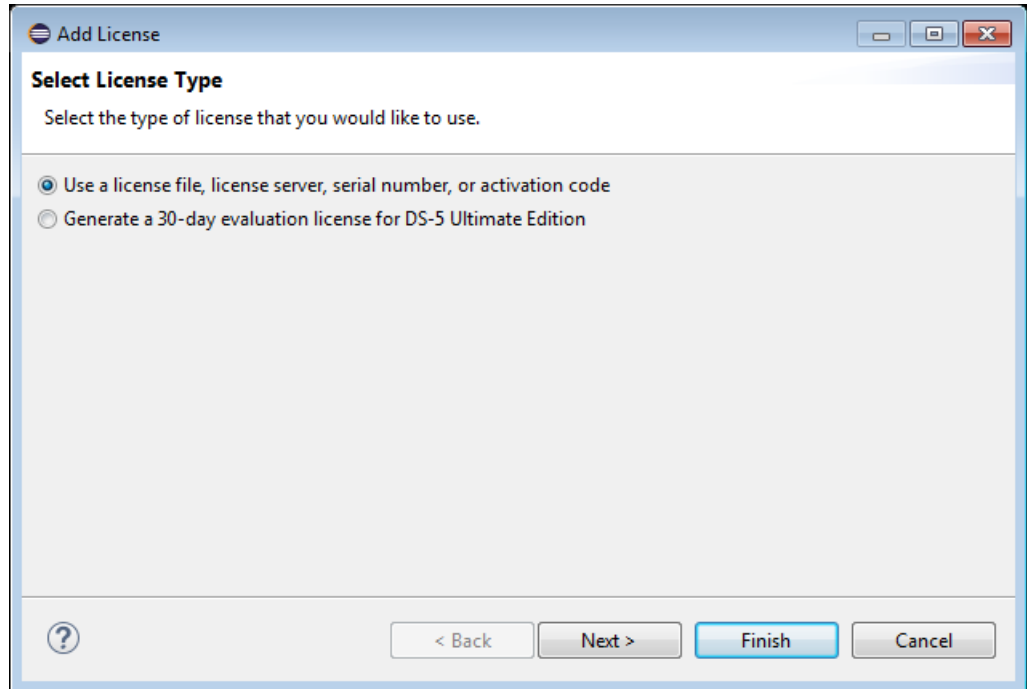 Add License
Select License Type
Select the type of license that you would like to use.
Use a license file, license server, serial number, or activation code
Generate a 30-day evaluation license for DS-5 Ultimate Edition
?
< Back
Next >
Finish
Cancel